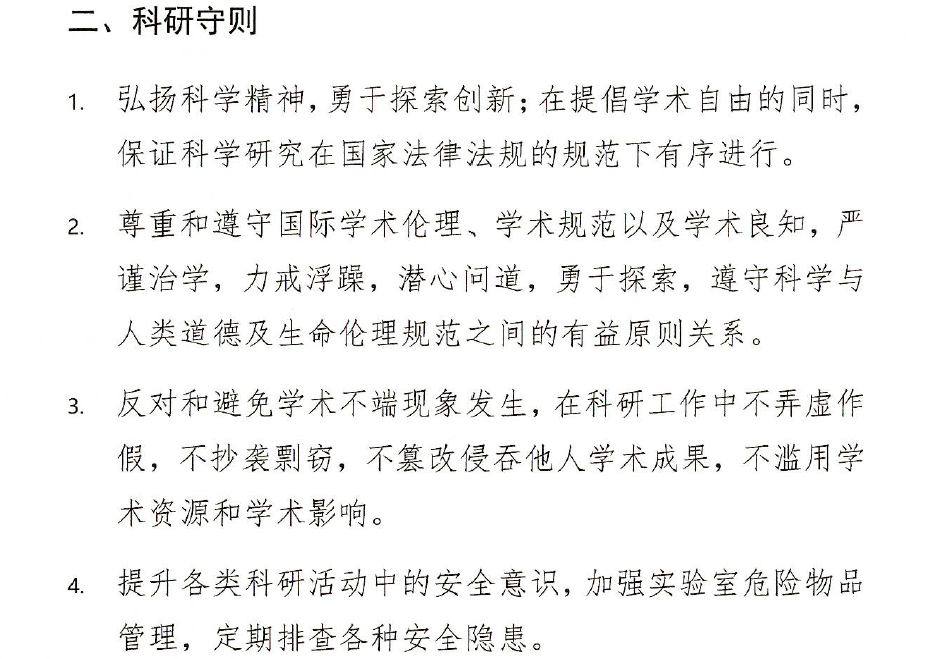 二、科研守则
1. 弘扬科学精神，勇于探索创新；在提倡学术自由的同时，
保证科学研究在国家法律法规的规范下有序进行。
2. 尊重和遵守国际学术伦理、学术规范以及学术良知，严
谨治学，力戒浮躁，潜心问道，勇于探索，遵守科学与
人类道德及生命伦理规范之间的有益原则关系。
3. 反对和避免学术不端现象发生，在科研工作中不弄虚作
假，不抄袭剽窃，不篡改侵吞他人学术成果，不滥用学
术资源和学术影响。
4. 提升各类科研活动中的安全意识，加强实验室危险物品
管理，定期排查各种安全隐患。